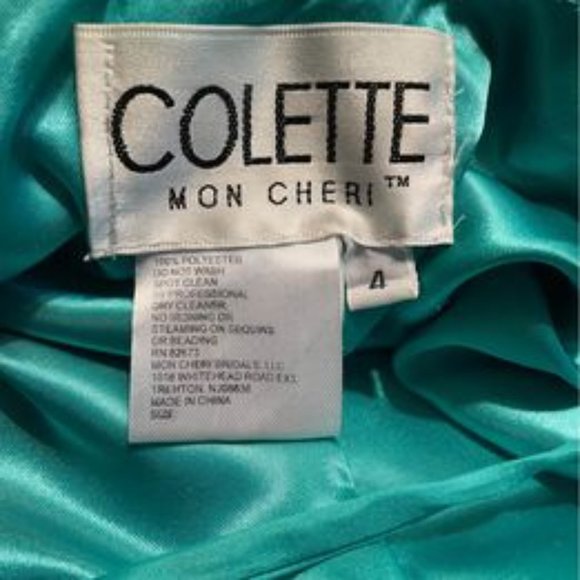 COLETTE
MON CHERI™
4
100% POLYESTER
DO NOT WASH
SPOT CLEAN
BY PROFESSIONAL
DRY CLEANER
NO IRONING OR
STEAMING ON SEQUINS
OR BEADING
RN 82673
MON CHERI BRIDALS, LLC
1018 WHITEHEAD ROAD EXT.
TRENTON, NJ08638
MADE IN CHINA
SIZE: